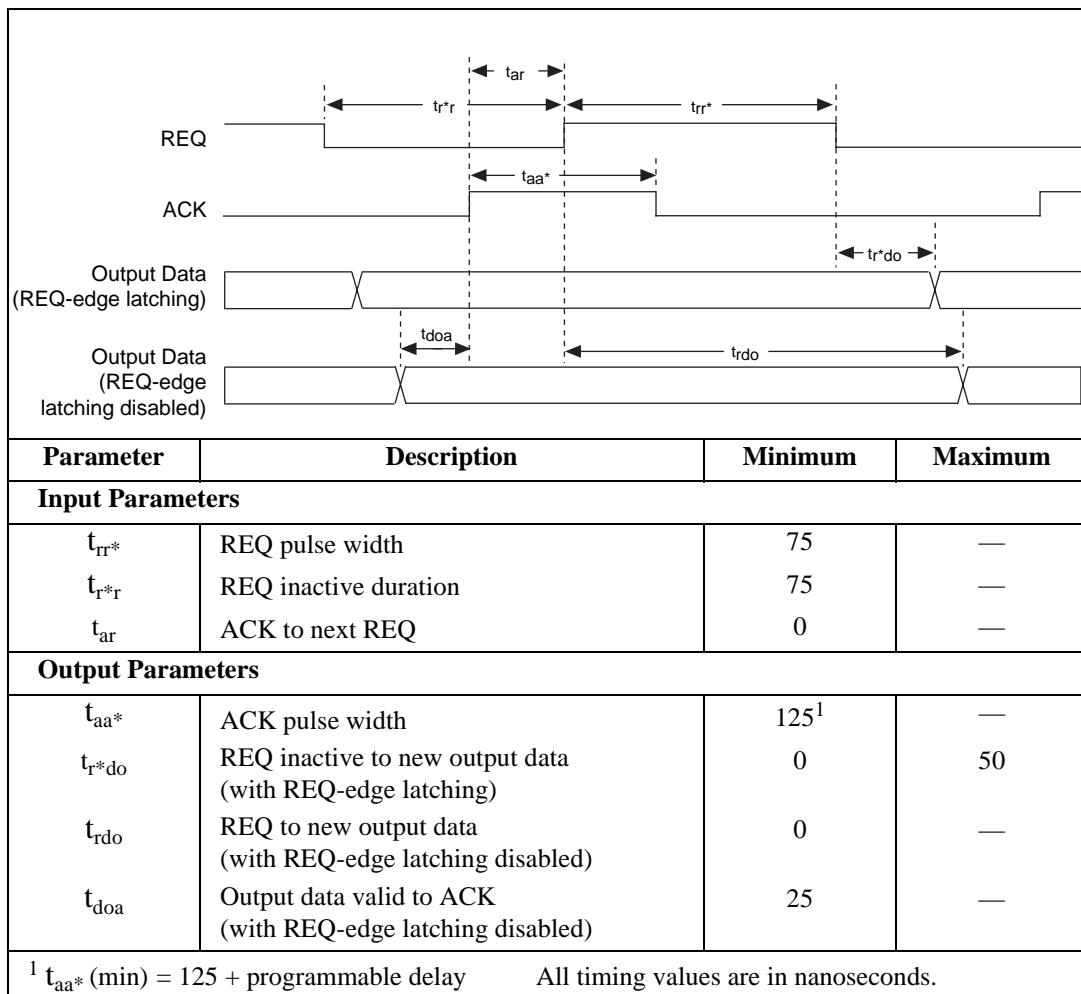 tar
tr*r
trr*
REQ
taa*
ACK
tr*do
Output Data
(REQ-edge latching)
tdoa
trdo
Output Data
(REQ-edge
latching disabled)
Parameter Description Minimum Maximum
Input Parameters
trr* REQ pulse width 75 —
tr*r REQ inactive duration 75 —
tar ACK to next REQ 0 —
Output Parameters
taa* ACK pulse width 125¹ —
tr*do REQ inactive to new output data 0 50
(with REQ-edge latching)
trdo REQ to new output data 0 —
(with REQ-edge latching disabled)
tdoa Output data valid to ACK 25 —
(with REQ-edge latching disabled)
¹ taa* (min) = 125 + programmable delay All timing values are in nanoseconds.